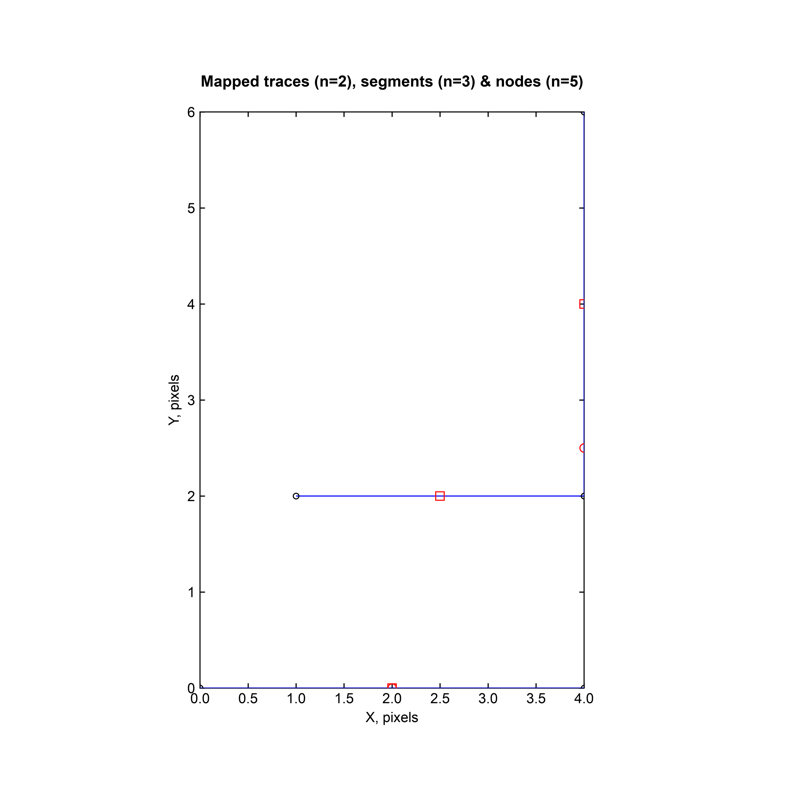 Mapped traces (n=2), segments (n=3) & nodes (n=5)
6
5
4
3
2
1
0
Y, pixels
0.0 0.5 1.0 1.5 2.0 2.5 3.0 3.5 4.0
X, pixels